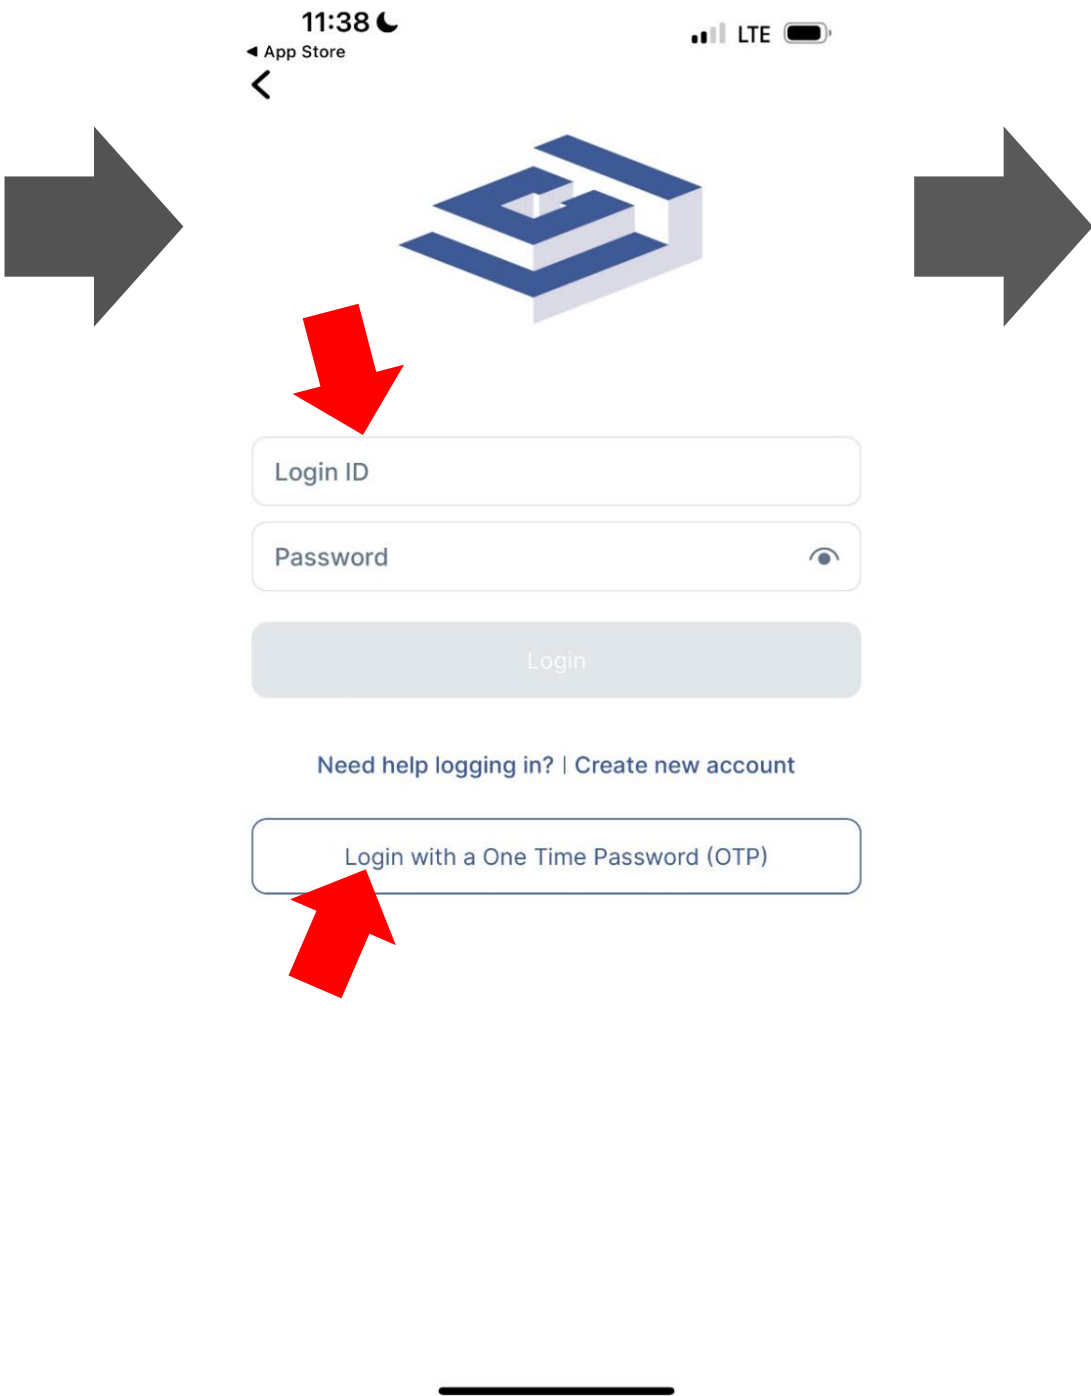 11:38
LTE
◀ App Store
Login ID
Password
Login
Need help logging in? | Create new account
Login with a One Time Password (OTP)